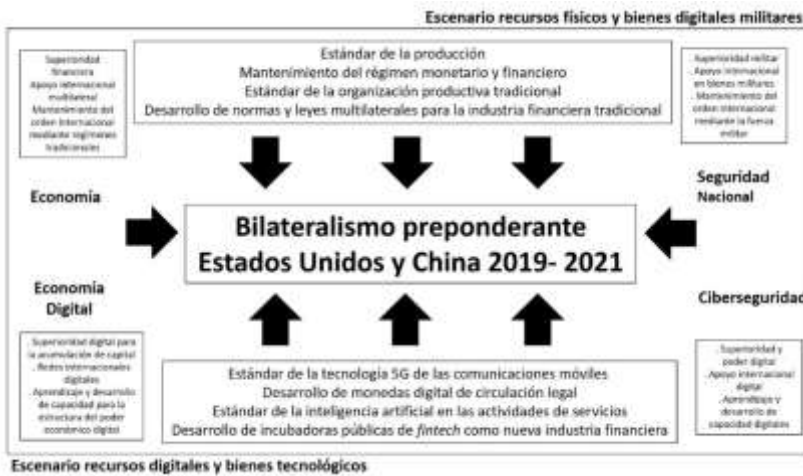 Escenario recursos físicos y bienes digitales militares
Superioridad
financiera
Apoyo internacional
multilateral
Mantenimiento del
orden internacional
mediante regímenes
tradicionales
Estándar de la producción
Mantenimiento del régimen monetario y financiero
Estándar de la organización productiva tradicional
Desarrollo de normas y leyes multilaterales para la industria financiera tradicional
. Superioridad militar
. Apoyo internacional
en bienes militares
. Mantenimiento del
orden internacional
mediante la fuerza
militar
Economía
Seguridad
Nacional
Bilateralismo preponderante
Estados Unidos y China 2019- 2021
Economía
Digital
Ciberseguridad
. Superioridad digital para
la acumulación de capital
. Redes internacionales
digitales
. Aprendizaje y desarrollo
de capacidad para la
estructura del poder
económico digital
Estándar de la tecnología 5G de las comunicaciones móviles
Desarrollo de monedas digital de circulación legal
Estándar de la inteligencia artificial en las actividades de servicios
Desarrollo de incubadoras públicas de fintech como nueva industria financiera
. Superioridad y
poder digital
. Apoyo internacional
digital
. Aprendizaje y
desarrollo de
capacidad digitales
Escenario recursos digitales y bienes tecnológicos